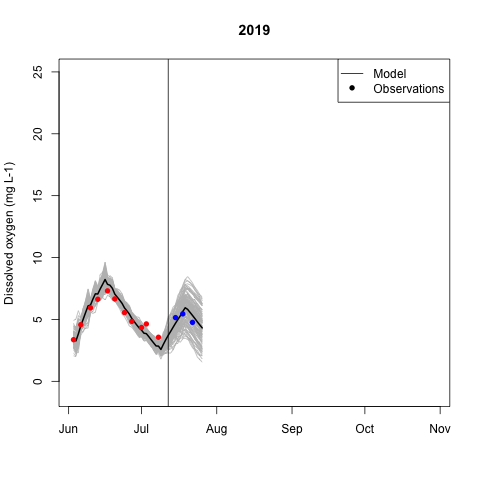 2019
Model
Observations
Dissolved oxygen (mg L-1)
25
20
15
10
5
0
Jun Jul Aug Sep Oct Nov